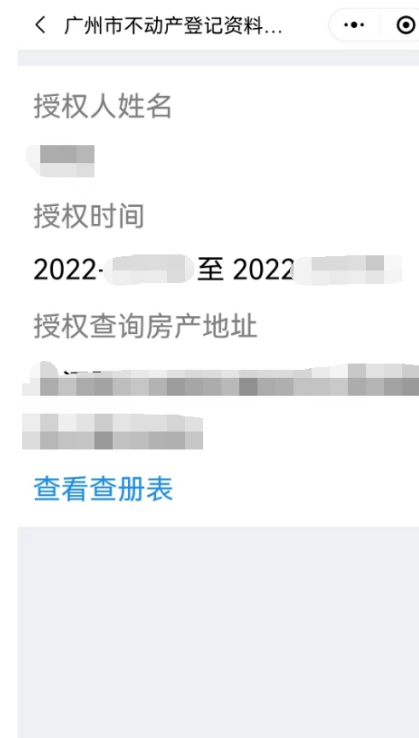 广州市不动产登记资料...
授权人姓名
授权时间
2022- 至 2022
授权查询房产地址
查看查册表